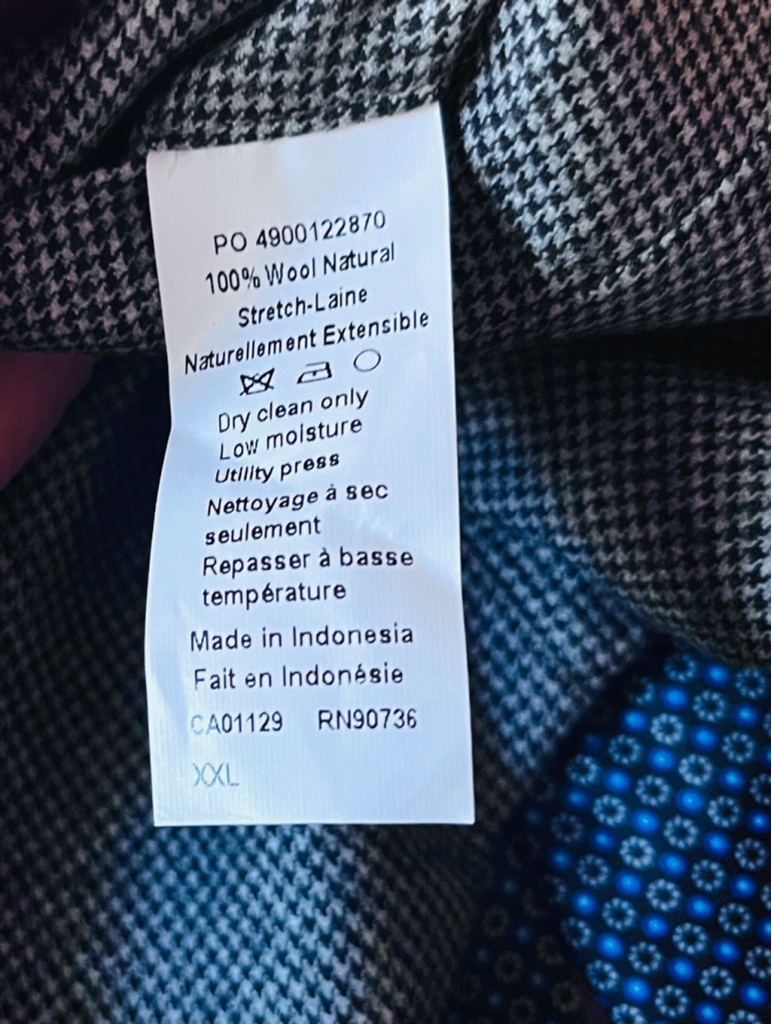 PO 4900122870
100% Wool Natural
Stretch-Laine
Naturellement Extensible
Dry clean only
Low moisture
Utility press
Nettoyage à sec
seulement
Repasser à basse
température
Made in Indonesia
Fait en Indonésie
CA01129 RN90736
XXL